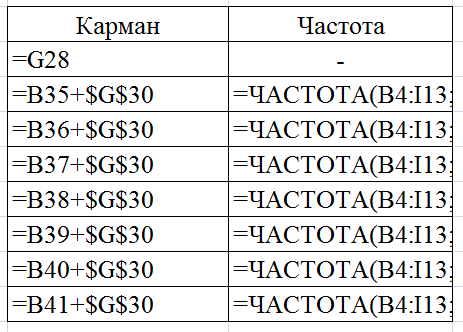 Карман Частота
=G28 -
=B35+$G$30 =ЧАСТОТА(B4:I13;
=B36+$G$30 =ЧАСТОТА(B4:I13;
=B37+$G$30 =ЧАСТОТА(B4:I13;
=B38+$G$30 =ЧАСТОТА(B4:I13;
=B39+$G$30 =ЧАСТОТА(B4:I13;
=B40+$G$30 =ЧАСТОТА(B4:I13;
=B41+$G$30 =ЧАСТОТА(B4:I13;